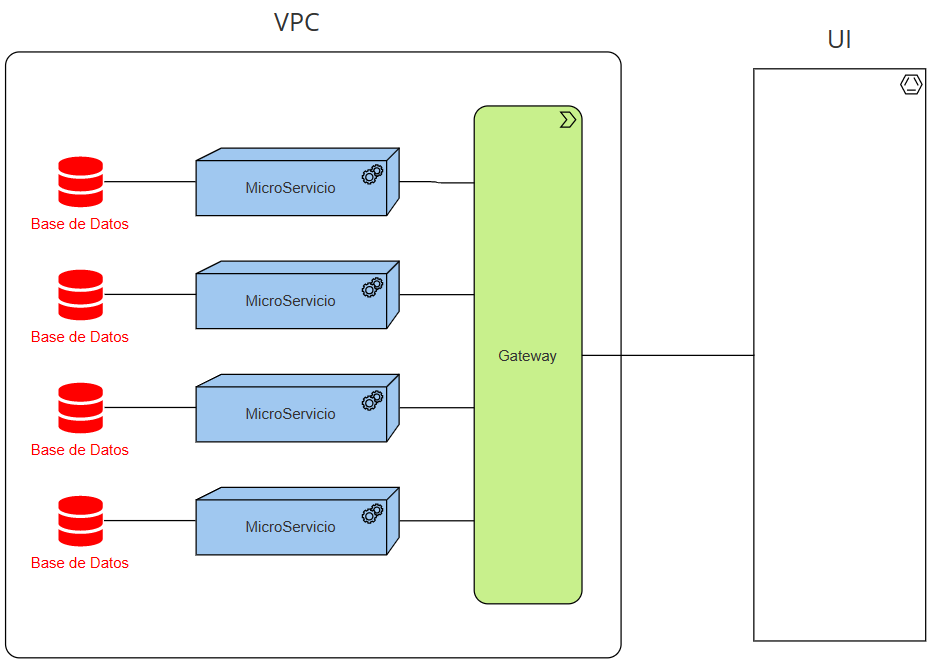 VPC
UI
MicroServicio
Base de Datos
MicroServicio
Base de Datos
Gateway
MicroServicio
Base de Datos
MicroServicio
Base de Datos